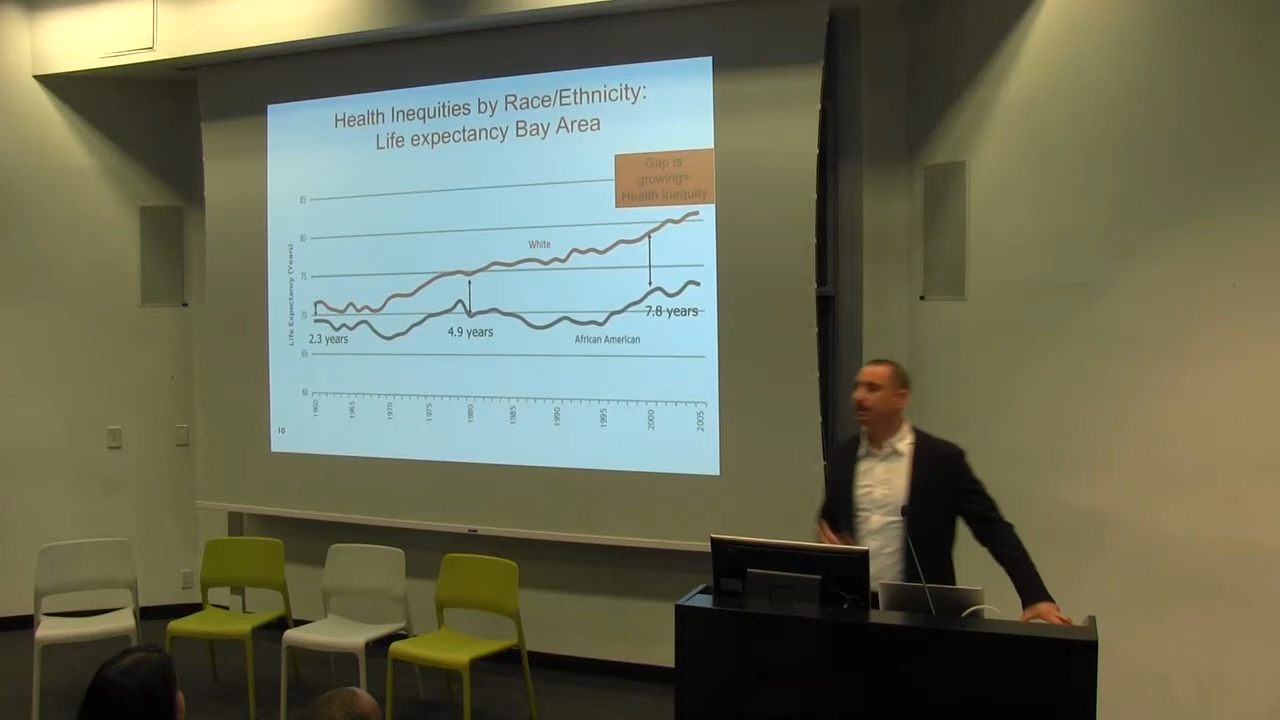 Health Inequities by Race/Ethnicity:
Life expectancy Bay Area
Gap is
growing=
Health inequity
85
80
75
70
65
60
Life Expectancy (Years)
White
African American
2.3 years
4.9 years
7.8 years
1960 1965 1970 1975 1980 1985 1990 1995 2000 2005
10